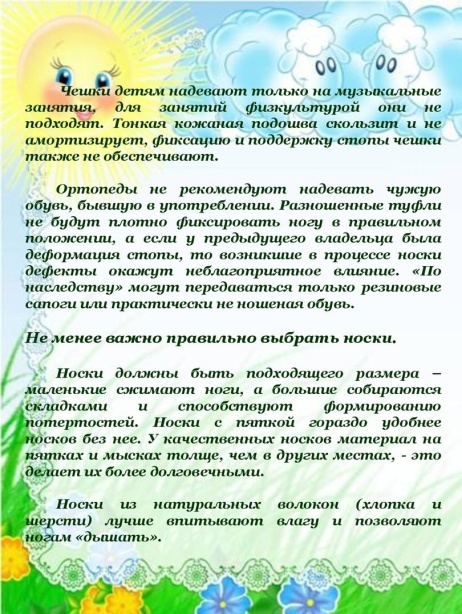 Чешки детям надевают только на музыкальные
занятия, для занятий физкультурой они не
подходят. Тонкая кожаная подошва скользит и не
амортизирует, фиксацию и поддержку стопы чешки
также не обеспечивают.
Ортопеды не рекомендуют надевать чужую
обувь, бывшую в употреблении. Разношенные туфли
не будут плотно фиксировать ногу в правильном
положении, а если у предыдущего владельца была
деформация стопы, то возникшие в процессе носки
дефекты окажут неблагоприятное влияние. «По
наследству» могут передаваться только резиновые
сапоги или практически не ношеная обувь.
Не менее важно правильно выбрать носки.
Носки должны быть подходящего размера –
маленькие сжимают ноги, а большие собираются
складками и способствуют формированию
потертостей. Носки с пяткой гораздо удобнее
носков без нее. У качественных носков материал на
пятках и мысках толще, чем в других местах, - это
делает их более долговечными.
Носки из натуральных волокон (хлопка и
шерсти) лучше впитывают влагу и позволяют
ногам «дышать».